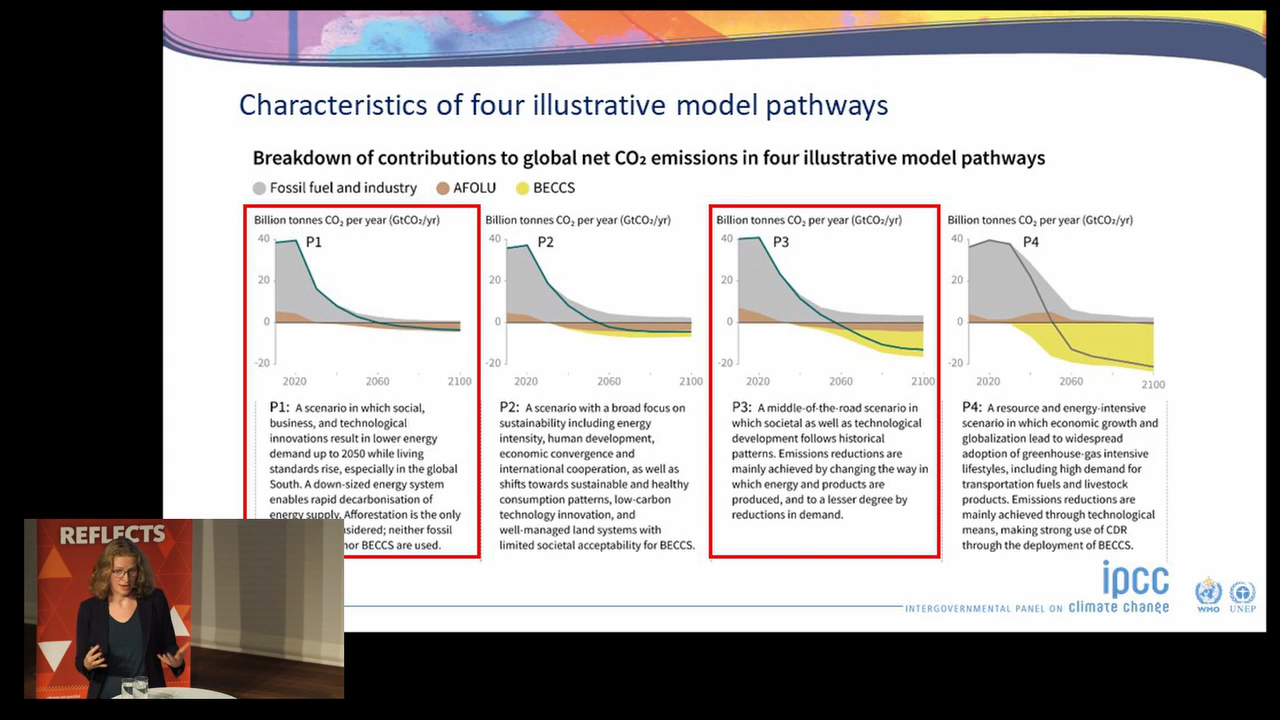 Characteristics of four illustrative model pathways
Breakdown of contributions to global net CO₂ emissions in four illustrative model pathways
Fossil fuel and industry AFOLU BECCS
Billion tonnes CO₂ per year (GtCO₂/yr)
40
P1
20
0
-20
2020 2060 2100
P1: A scenario in which social,
business, and technological
innovations result in lower energy
demand up to 2050 while living
standards rise, especially in the global
South. A down-sized energy system
enables rapid decarbonisation of
energy supply. Afforestation is the only
neither fossil
nor BECCS are used.
Billion tonnes CO₂ per year (GtCO₂/yr)
40
P2
20
0
-20
2020 2060 2100
P2: A scenario with a broad focus on
sustainability including energy
intensity, human development,
economic convergence and
international cooperation, as well as
shifts towards sustainable and healthy
consumption patterns, low-carbon
technology innovation, and
well-managed land systems with
limited societal acceptability for BECCS.
Billion tonnes CO₂ per year (GtCO₂/yr)
40
P3
20
0
-20
2020 2060 2100
P3: A middle-of-the-road scenario in
which societal as well as technological
development follows historical
patterns. Emissions reductions are
mainly achieved by changing the way in
which energy and products are
produced, and to a lesser degree by
reductions in demand.
Billion tonnes CO₂ per year (GtCO₂/yr)
40
P4
20
0
-20
2020 2060 2100
P4: A resource and energy-intensive
scenario in which economic growth and
globalization lead to widespread
adoption of greenhouse-gas intensive
lifestyles, including high demand for
transportation fuels and livestock
products. Emissions reductions are
mainly achieved through technological
means, making strong use of CDR
through the deployment of BECCS.
REFLECTS
ipcc
INTERGOVERNMENTAL PANEL ON climate change
WMO UNEP